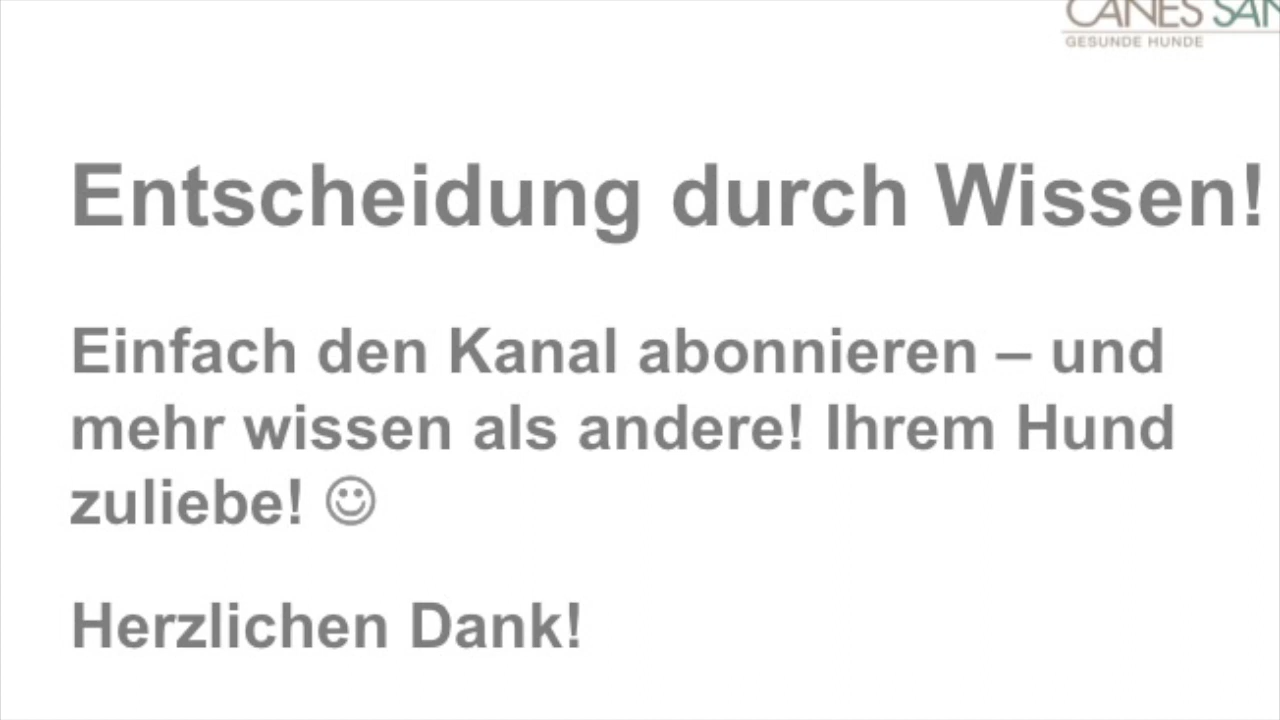 CANES
GESUNDE HUNDE
Entscheidung durch Wissen!
Einfach den Kanal abonnieren – und
mehr wissen als andere! Ihrem Hund
zuliebe! ☺
Herzlichen Dank!